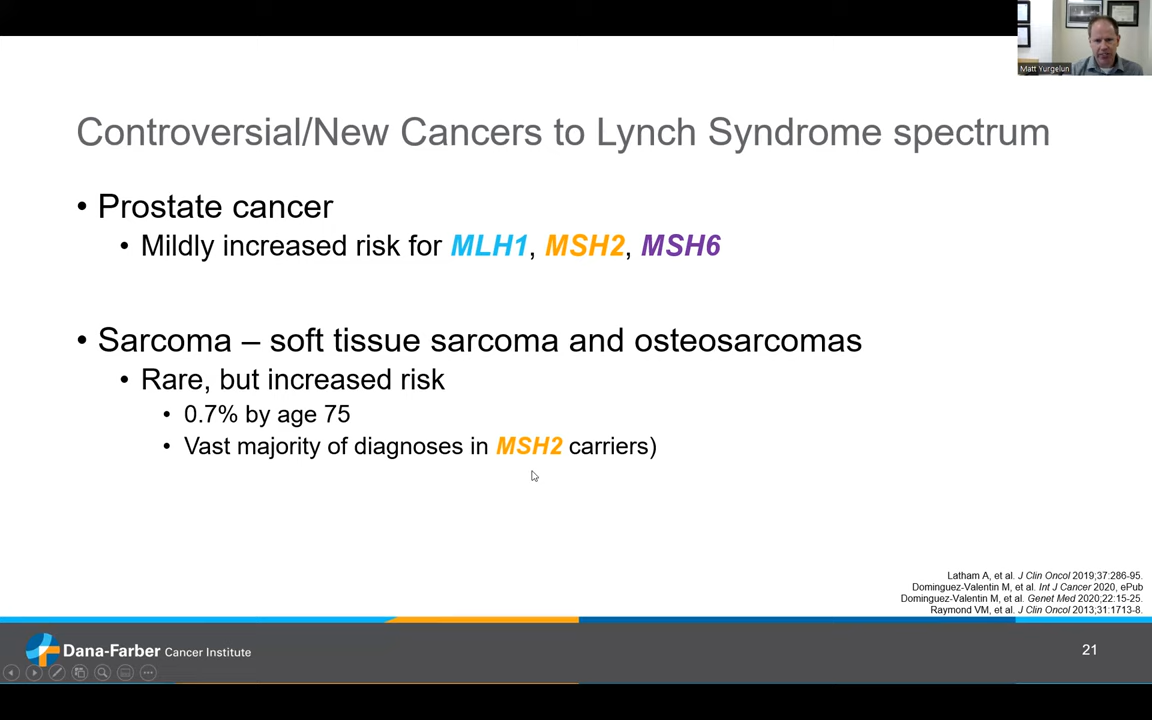 Matt Yurgelun
Controversial/New Cancers to Lynch Syndrome spectrum
• Prostate cancer
• Mildly increased risk for MLH1, MSH2, MSH6
• Sarcoma – soft tissue sarcoma and osteosarcomas
• Rare, but increased risk
• 0.7% by age 75
• Vast majority of diagnoses in MSH2 carriers)
Latham A, et al. J Clin Oncol 2019;37:286-95.
Dominguez-Valentin M, et al. Int J Cancer 2020, ePub
Dominguez-Valentin M, et al. Genet Med 2020;22:15-25.
Raymond VM, et al. J Clin Oncol 2013;31:1713-8.
Dana-Farber Cancer Institute
21